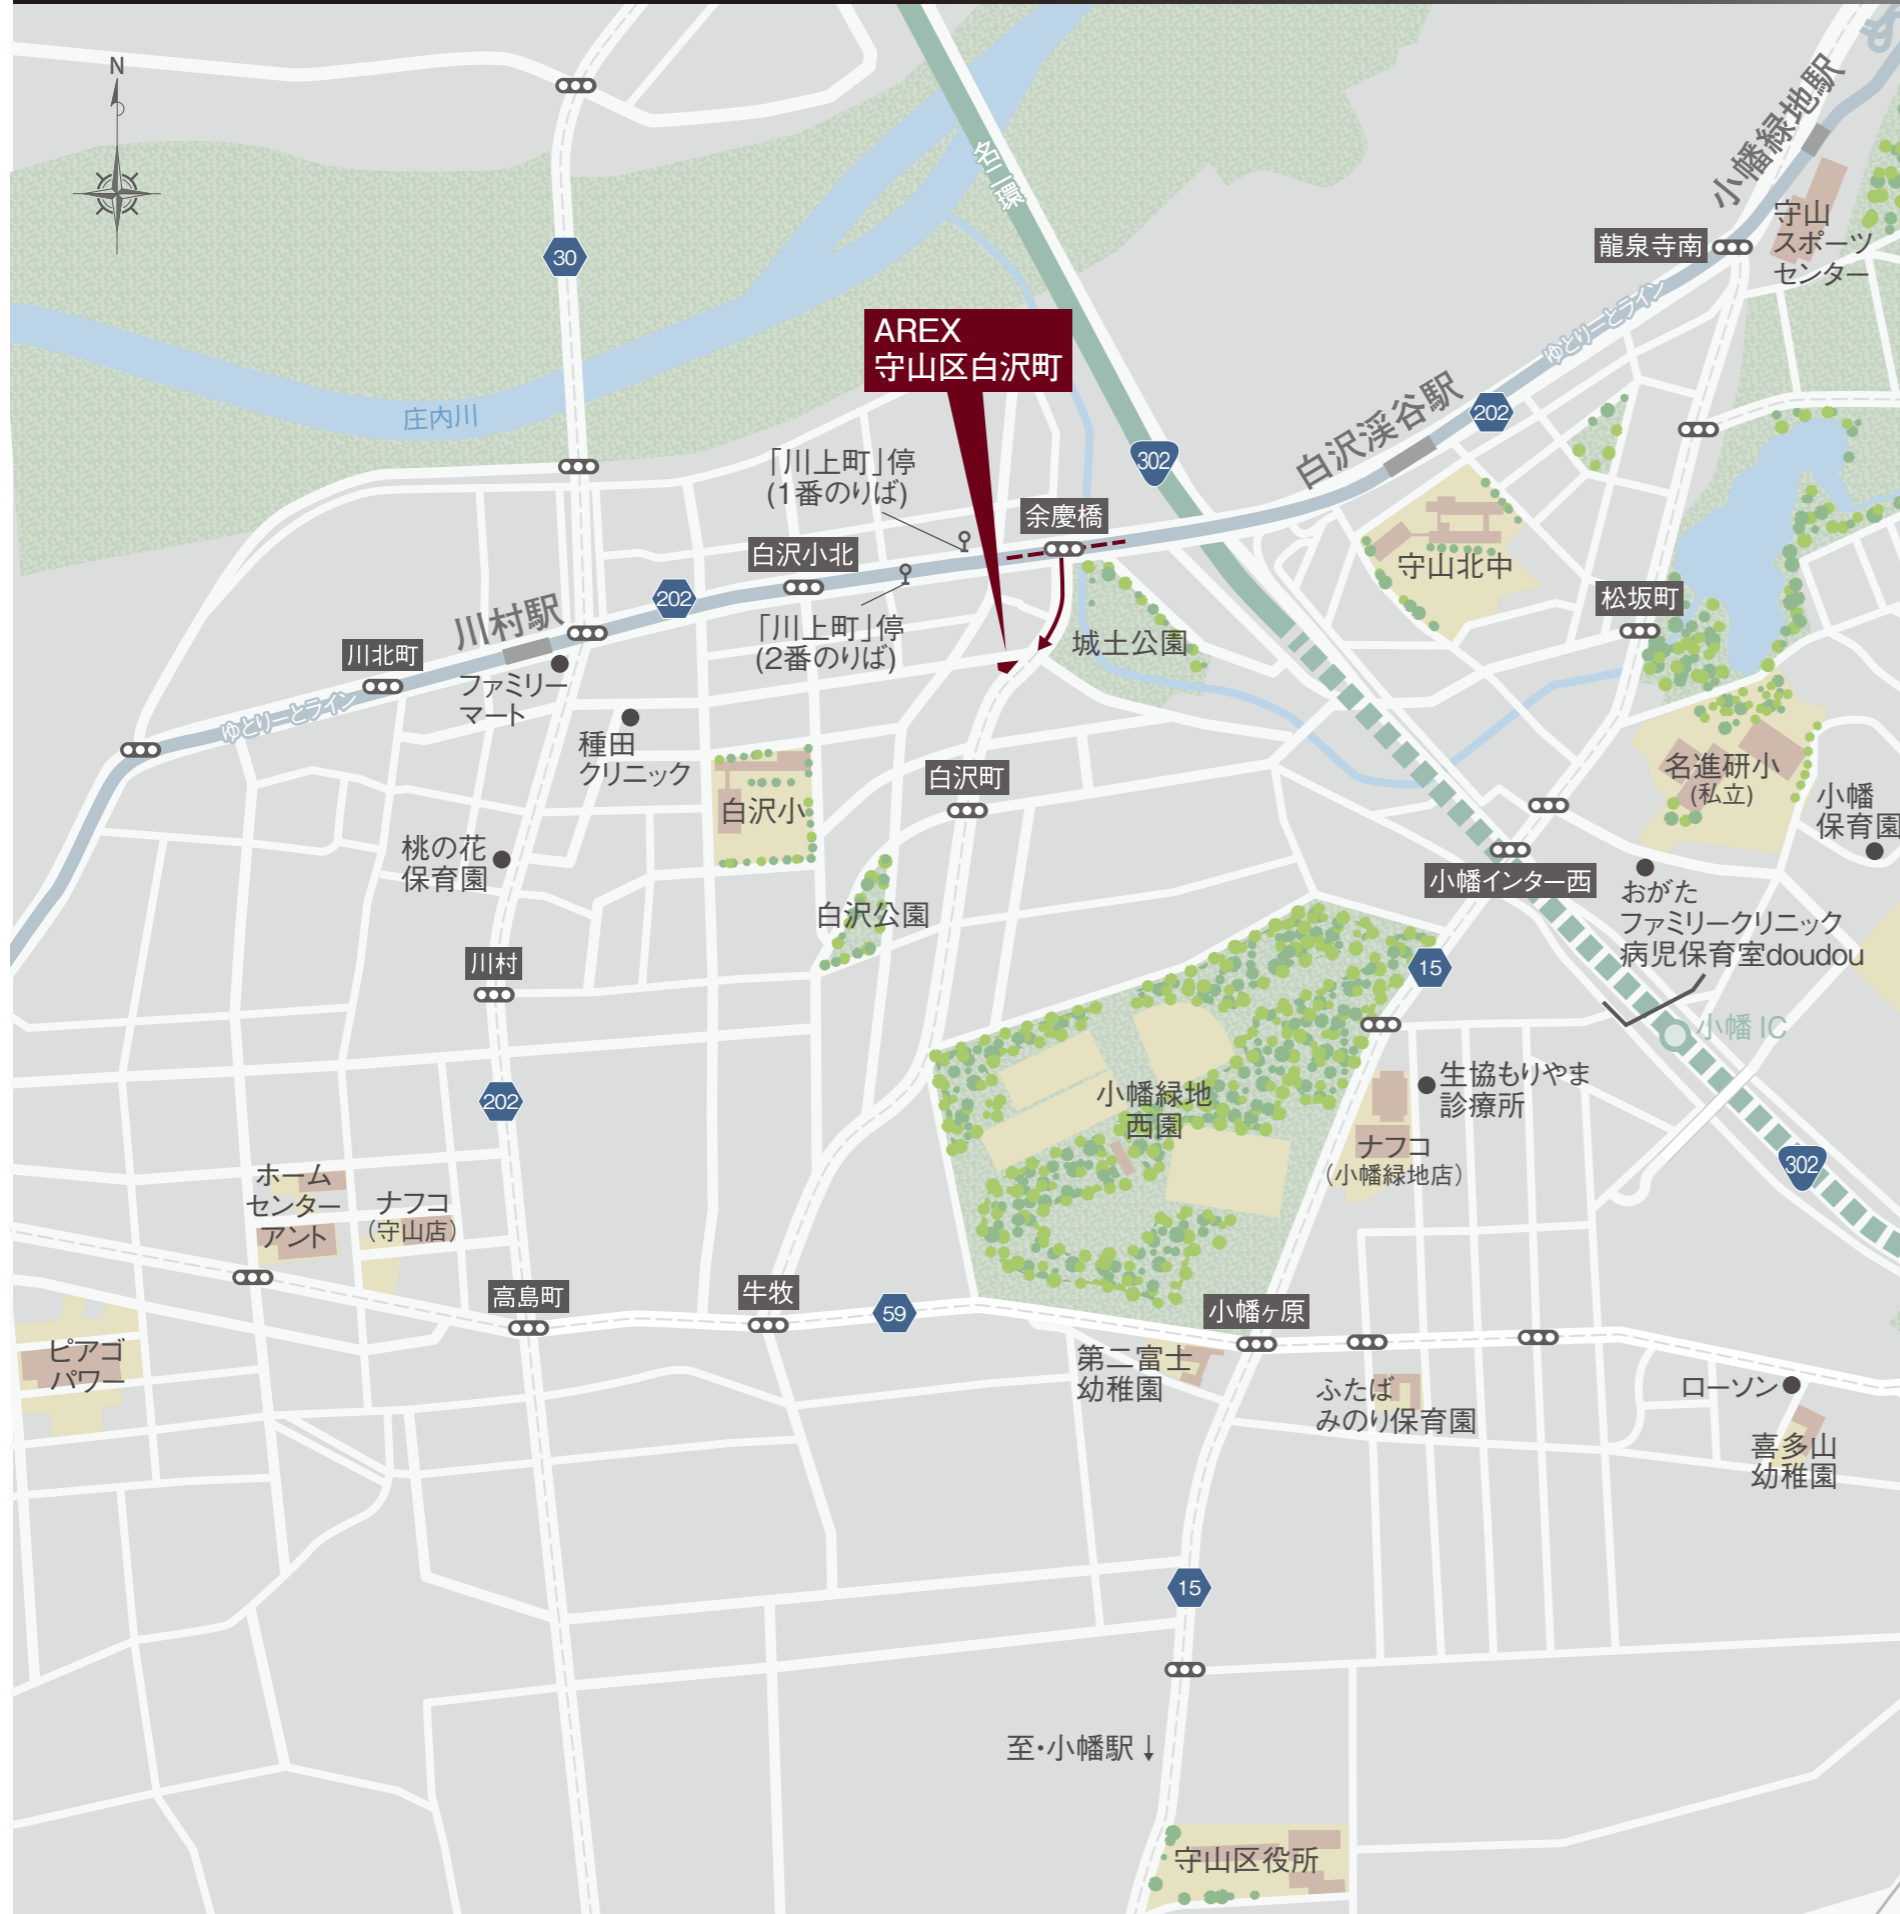 N
名二環
小幡緑地駅
守山
スポーツ
センター
龍泉寺南
30
ゆとりーとライン
AREX
守山区白沢町
庄内川
白沢渓谷駅
202
302
「川上町」停
(1番のりば)
余慶橋
白沢小北
守山北中
松坂町
202
川村駅
「川上町」停
(2番のりば)
城土公園
川北町
ファミリー
マート
ゆとりーとライン
種田
クリニック
白沢町
名進研小
(私立)
小幡
保育園
白沢小
桃の花
保育園
小幡インター西
おがた
ファミリークリニック
病児保育室doudou
白沢公園
川村
15
小幡 IC
202
小幡緑地
西園
生協もりやま
診療所
ナフコ
(小幡緑地店)
302
ホーム
センター
アント
ナフコ
(守山店)
高島町
牛牧
59
小幡ヶ原
ピアゴ
パワー
第二富士
幼稚園
ふたば
みのり保育園
ローソン
喜多山
幼稚園
15
至・小幡駅↓
守山区役所